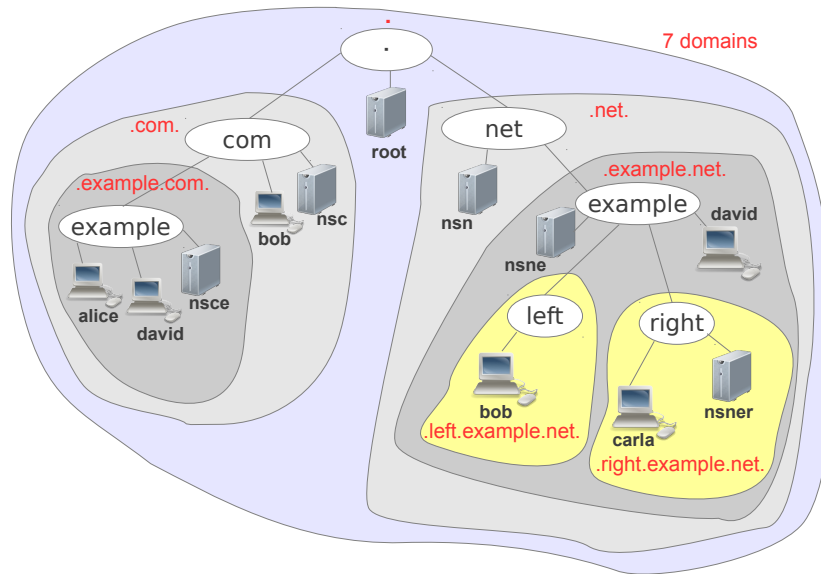 .
7 domains
.
.com.
com
root
net
.net.
.example.com.
example
bob
nsc
nsn
.example.net.
example
david
nsne
alice
david
nsce
left
right
bob
carla
nsner
.left.example.net.
.right.example.net.